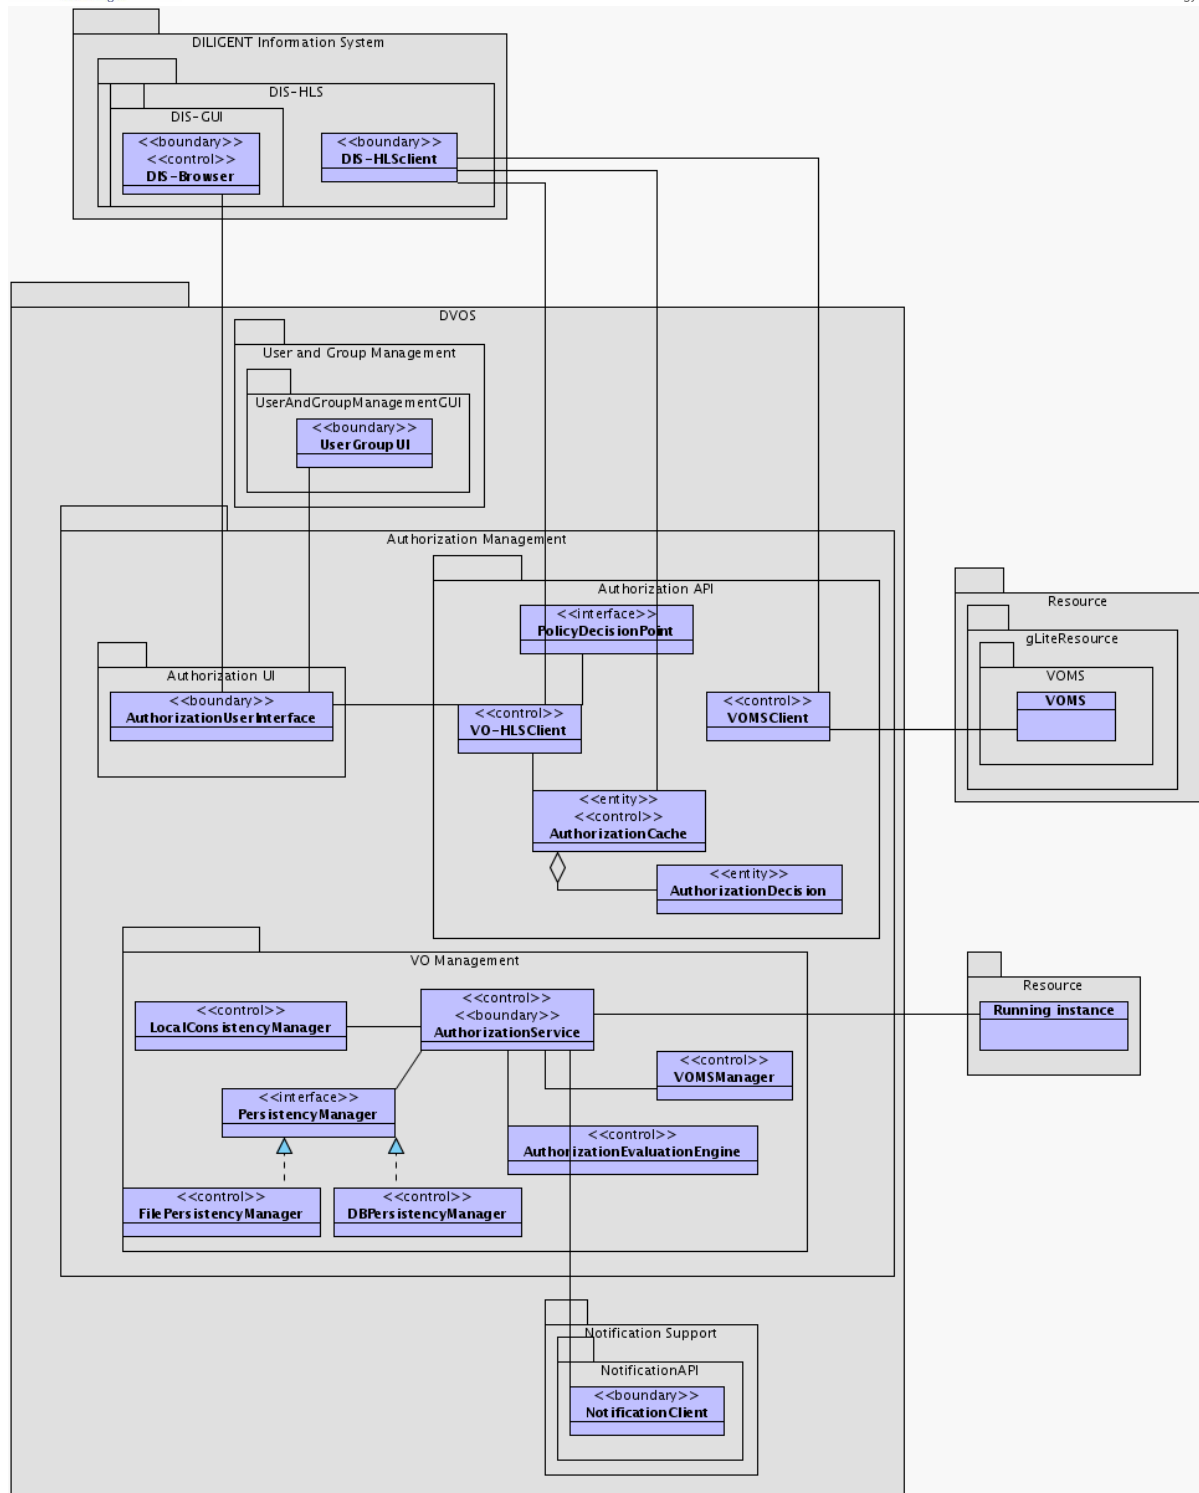 DILIGENT Information System
DIS-HLS
DIS-GUI
<<boundary>>
<<control>>
DIS-Browser
<<boundary>>
DIS-HLSclient
DVOS
User and Group Management
UserAndGroupManagementGUI
<<boundary>>
UserGroupUI
Authorization Management
Authorization API
<<interface>>
PolicyDecisionPoint
Resource
gLiteResource
VOMS
VOMS
Authorization UI
<<boundary>>
AuthorizationUserInterface
<<control>>
VO-HLSClient
<<control>>
VOMSClient
<<entity>>
<<control>>
AuthorizationCache
<<entity>>
AuthorizationDecision
VO Management
<<control>>
LocalConsistencyManager
<<control>>
<<boundary>>
AuthorizationService
Resource
Running instance
<<control>>
VOMSManager
<<interface>>
PersistencyManager
<<control>>
AuthorizationEvaluationEngine
<<control>>
FilePersistencyManager
<<control>>
DBPersistencyManager
Notification Support
NotificationAPI
<<boundary>>
NotificationClient